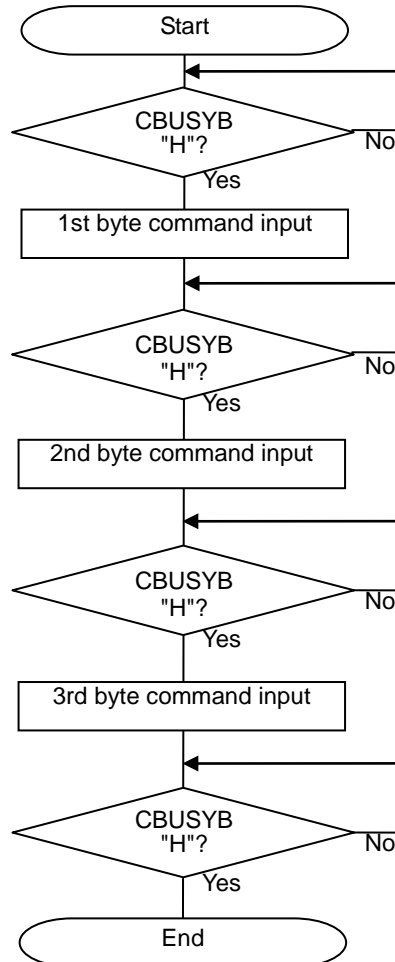 Start
CBUSYB
"H"?
No
Yes
1st byte command input
CBUSYB
"H"?
No
Yes
2nd byte command input
CBUSYB
"H"?
No
Yes
3rd byte command input
CBUSYB
"H"?
No
Yes
End